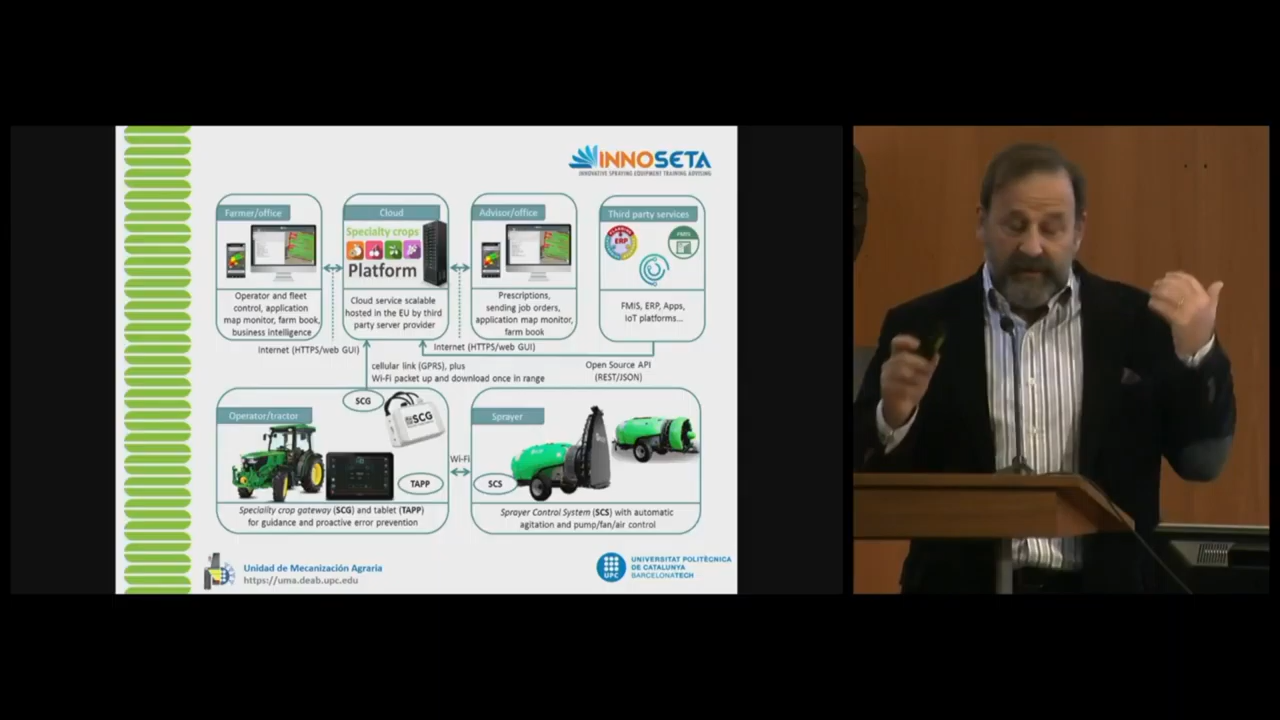 INNOSETA
INNOVATIVE SPRAYING EQUIPMENT TRAINING ADVISING
Farmer/office
Operator and fleet
control, application
map monitor, farm book,
business intelligence
Cloud
Specialty crops
Platform
Cloud service scalable
hosted in the EU by third
party server provider
Advisor/office
Prescriptions,
sending job orders,
application map monitor,
farm book
Third party services
ERP
FMIS
FMIS, ERP, Apps,
IoT platforms...
Internet (HTTPS/web GUI)
Internet (HTTPS/web GUI)
cellular link (GPRS), plus
Wi-Fi packet up and download once in range
Open Source API
(REST/JSON)
Operator/tractor
SCG
SCG
TAPP
Specialty crop gateway (SCG) and tablet (TAPP)
for guidance and proactive error prevention
Wi-Fi
Sprayer
SCS
Sprayer Control System (SCS) with automatic
agitation and pump/fan/air control
Unidad de Mecanización Agraria
https://uma.deab.upc.edu
UPC
UNIVERSITAT POLITÈCNICA
DE CATALUNYA
BARCELONATECH